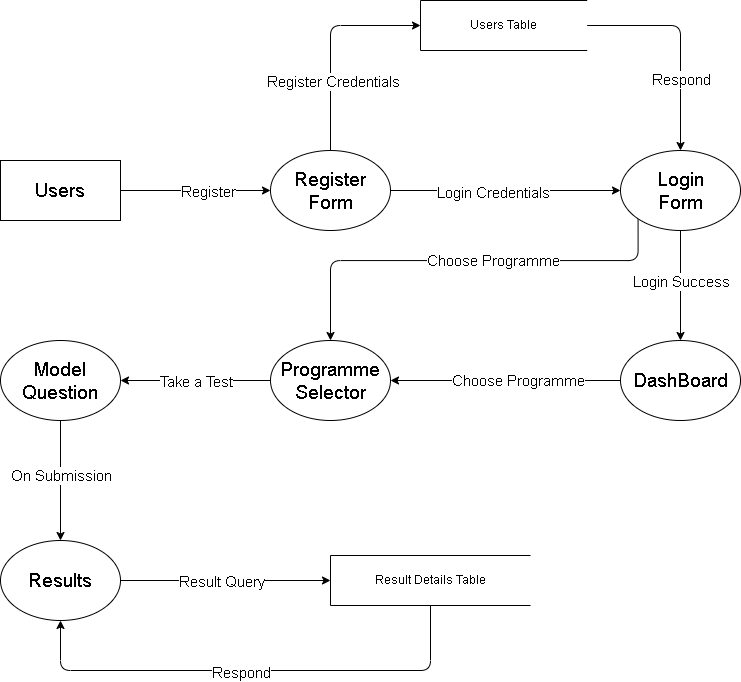 Users Table
Register Credentials
Respond
Users
Register
Register
Form
Login Credentials
Login
Form
Choose Programme
Login Success
Model
Question
Take a Test
Programme
Selector
Choose Programme
DashBoard
On Submission
Results
Result Query
Result Details Table
Respond